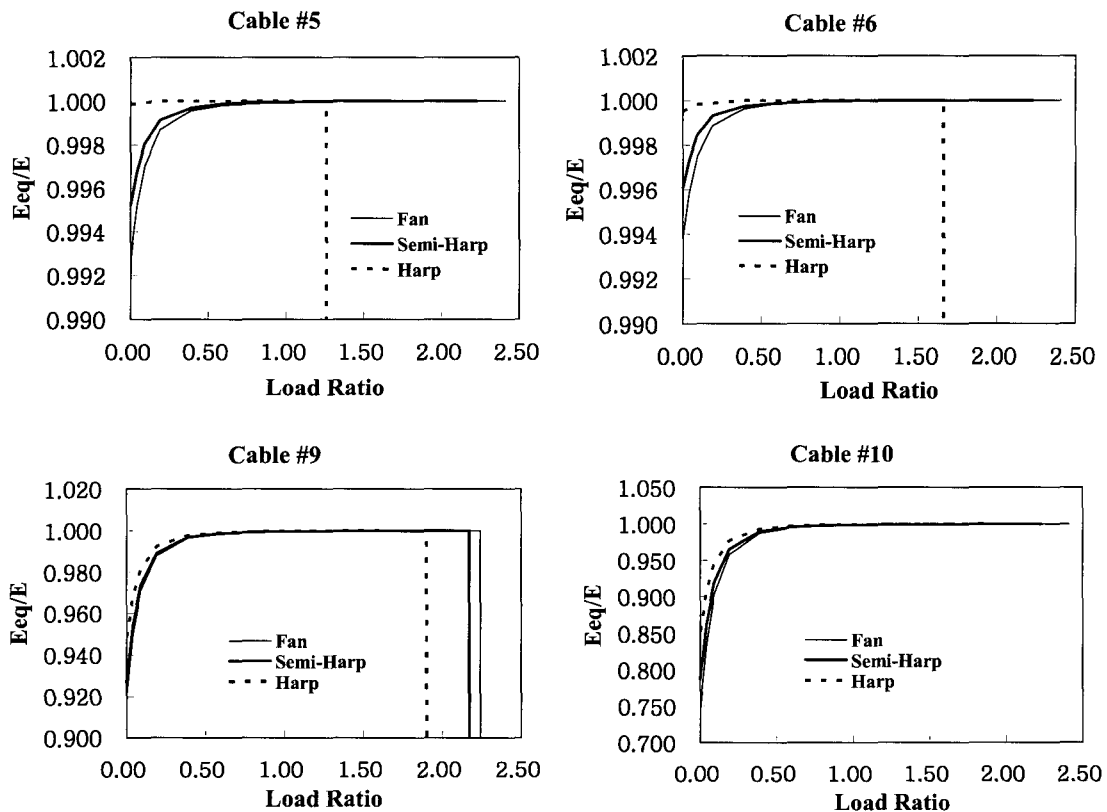 Cable #5
1.002
1.000
0.998
0.996
0.994
0.992
0.990
Eeq/E
Fan
Semi-Harp
Harp
0.00 0.50 1.00 1.50 2.00 2.50
Load Ratio
Cable #6
1.002
1.000
0.998
0.996
0.994
0.992
0.990
Eeq/E
Fan
Semi-Harp
Harp
0.00 0.50 1.00 1.50 2.00 2.50
Load Ratio
Cable #9
1.020
1.000
0.980
0.960
0.940
0.920
0.900
Eeq/E
Fan
Semi-Harp
Harp
0.00 0.50 1.00 1.50 2.00 2.50
Load Ratio
Cable #10
1.050
1.000
0.950
0.900
0.850
0.800
0.750
0.700
Eeq/E
Fan
Semi-Harp
Harp
0.00 0.50 1.00 1.50 2.00 2.50
Load Ratio